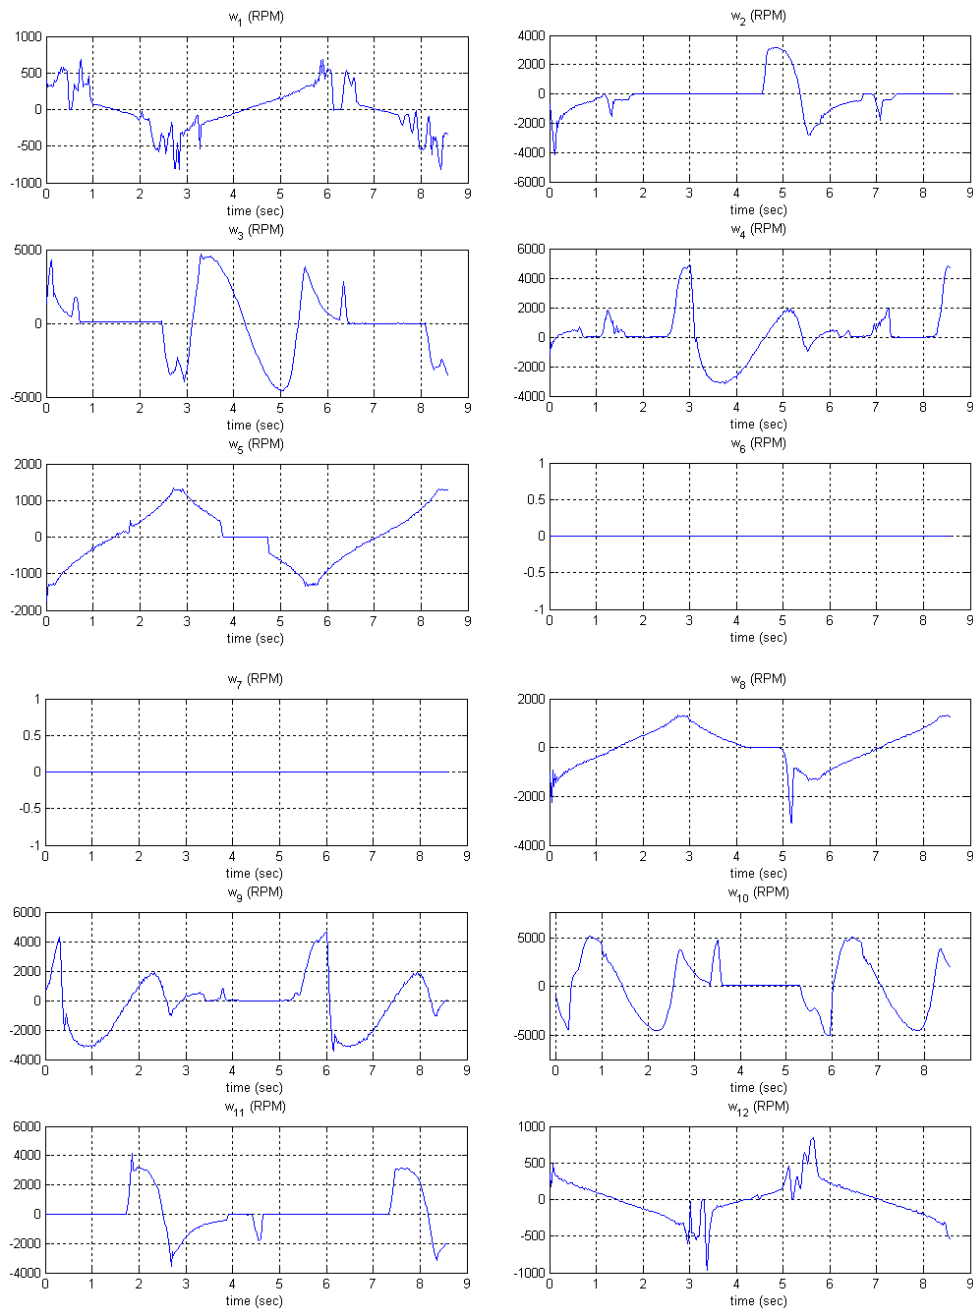 w1 (RPM)
1000
500
0
-500
-1000
0 1 2 3 4 5 6 7 8 9
time (sec)
w2 (RPM)
4000
2000
0
-2000
-4000
-6000
0 1 2 3 4 5 6 7 8 9
time (sec)
w3 (RPM)
5000
0
-5000
0 1 2 3 4 5 6 7 8 9
time (sec)
w4 (RPM)
6000
4000
2000
0
-2000
-4000
0 1 2 3 4 5 6 7 8 9
time (sec)
w5 (RPM)
2000
1000
0
-1000
-2000
0 1 2 3 4 5 6 7 8 9
time (sec)
w6 (RPM)
1
0.5
0
-0.5
-1
0 1 2 3 4 5 6 7 8 9
time (sec)
w7 (RPM)
1
0.5
0
-0.5
-1
0 1 2 3 4 5 6 7 8 9
time (sec)
w8 (RPM)
2000
0
-2000
-4000
0 1 2 3 4 5 6 7 8 9
time (sec)
w9 (RPM)
6000
4000
2000
0
-2000
-4000
0 1 2 3 4 5 6 7 8 9
time (sec)
w10 (RPM)
5000
0
-5000
0 1 2 3 4 5 6 7 8
time (sec)
w11 (RPM)
6000
4000
2000
0
-2000
-4000
0 1 2 3 4 5 6 7 8 9
time (sec)
w12 (RPM)
1000
500
0
-500
-1000
0 1 2 3 4 5 6 7 8 9
time (sec)